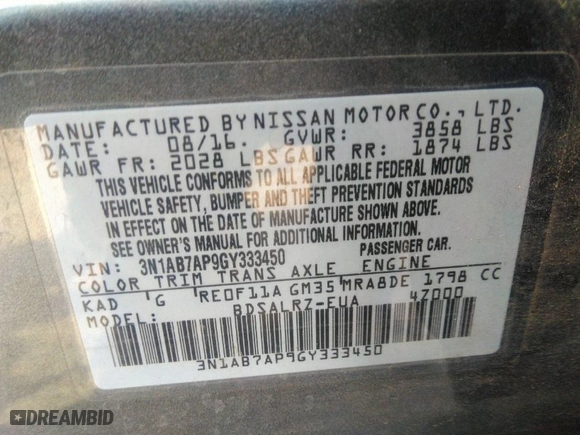 MANUFACTURED BY NISSAN MOTOR CO., LTD.
DATE: 08/16. GVWR: 3858 LBS
GAWR FR: 2028 LBS GAWR RR: 1874 LBS
THIS VEHICLE CONFORMS TO ALL APPLICABLE FEDERAL MOTOR
VEHICLE SAFETY, BUMPER AND THEFT PREVENTION STANDARDS
IN EFFECT ON THE DATE OF MANUFACTURE SHOWN ABOVE.
SEE OWNER'S MANUAL FOR ADDITIONAL INFORMATION.
VIN: 3N1AB7AP9GY333450 PASSENGER CAR.
COLOR TRIM TRANS AXLE ENGINE
KAD G RE0F11A GM35 MRA8DE 1798 CC
MODEL: BDSALRZ-EUA 4Z000
3N1AB7AP9GY333450
DREAMBID